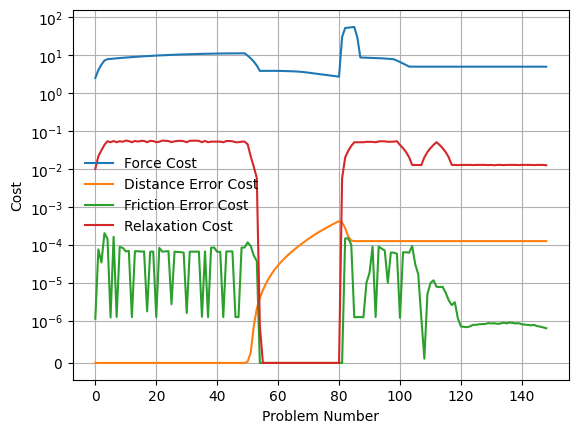 10²
10¹
10⁰
10⁻¹
10⁻²
10⁻³
10⁻⁴
10⁻⁵
10⁻⁶
0
Cost
Force Cost
Distance Error Cost
Friction Error Cost
Relaxation Cost
0 20 40 60 80 100 120 140
Problem Number